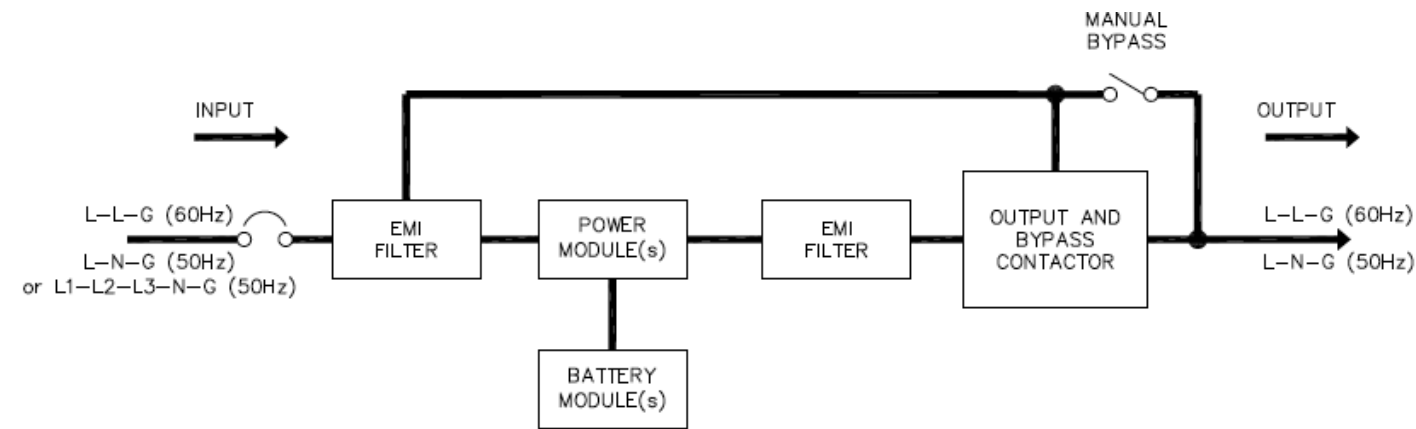 MANUAL
BYPASS
INPUT
OUTPUT
L-L-G (60Hz)
L-N-G (50Hz)
or L1-L2-L3-N-G (50Hz)
EMI
FILTER
POWER
MODULE(s)
EMI
FILTER
OUTPUT AND
BYPASS
CONTACTOR
L-L-G (60Hz)
L-N-G (50Hz)
BATTERY
MODULE(s)